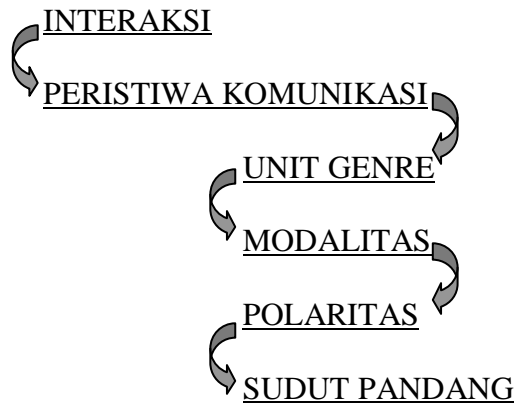 INTERAKSI
PERISTIWA KOMUNIKASI
UNIT GENRE
MODALITAS
POLARITAS
SUDUT PANDANG